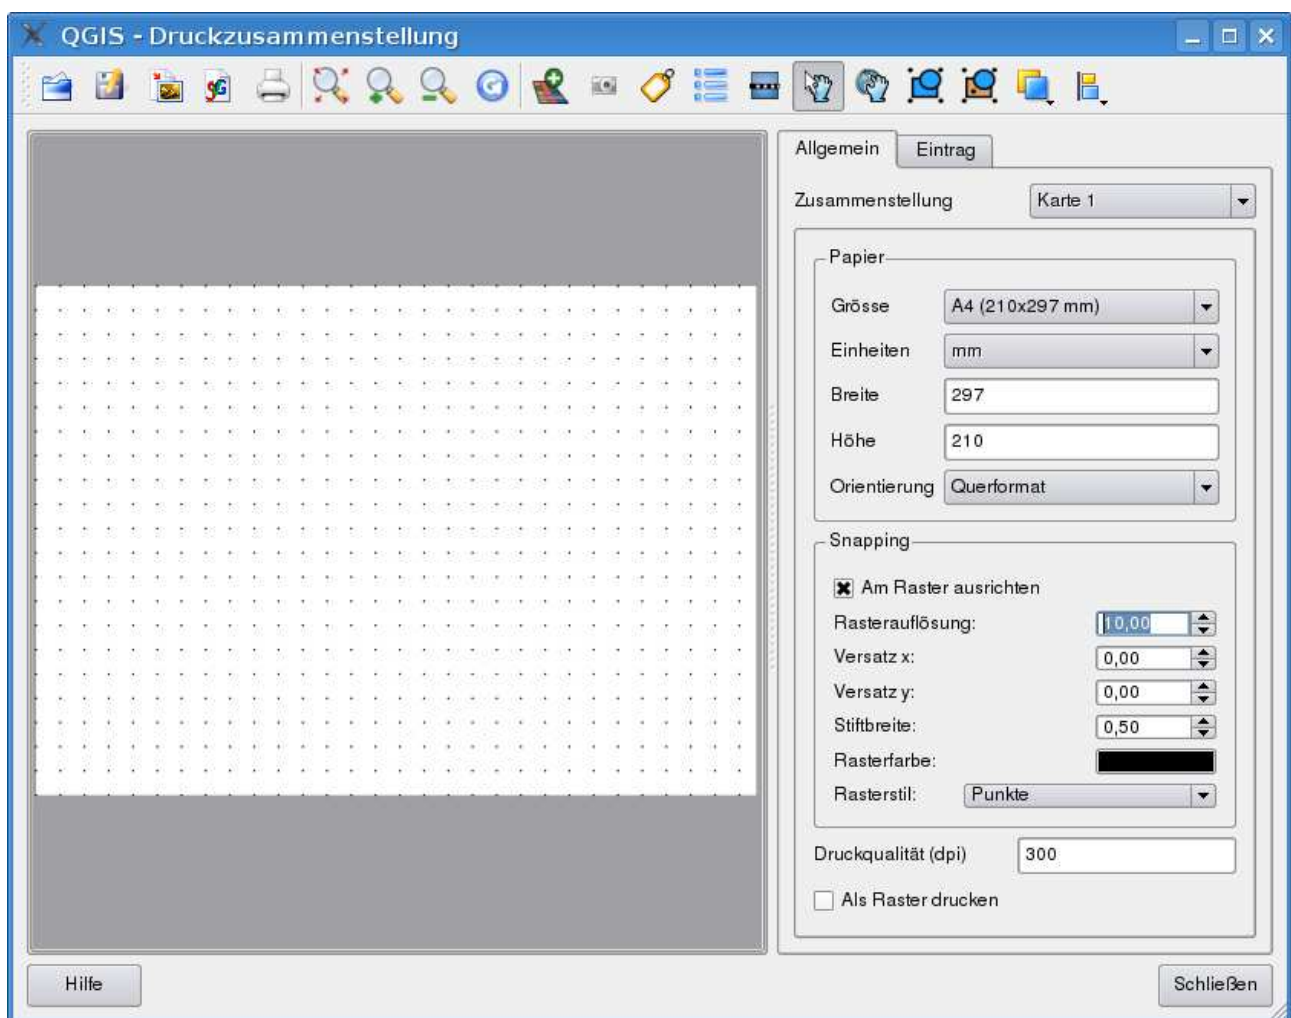 QGIS - Druckzusammenstellung
Allgemein
Eintrag
Zusammenstellung
Karte 1
Papier
Grösse
A4 (210x297 mm)
Einheiten
mm
Breite
297
Höhe
210
Orientierung
Querformat
Snapping
Am Raster ausrichten
Rasterauflösung:
10,00
Versatz x:
0,00
Versatz y:
0,00
Stiftbreite:
0,50
Rasterfarbe:
Rasterstil:
Punkte
Druckqualität (dpi)
300
Als Raster drucken
Hilfe
Schließen